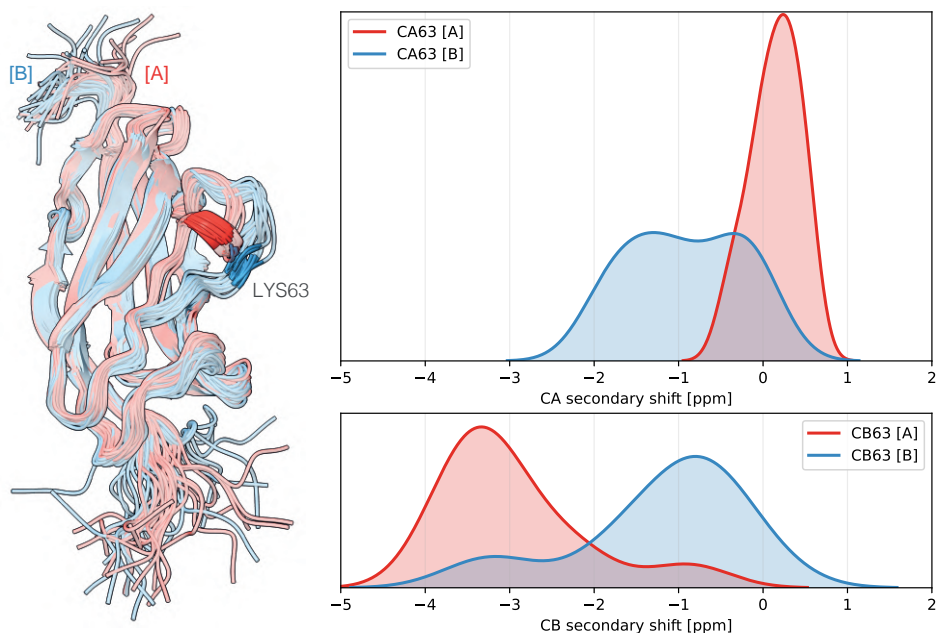 [B]
[A]
LYS63
CA63 [A]
CA63 [B]
−5 −4 −3 −2 −1 0 1 2
CA secondary shift [ppm]
CB63 [A]
CB63 [B]
−5 −4 −3 −2 −1 0 1 2
CB secondary shift [ppm]